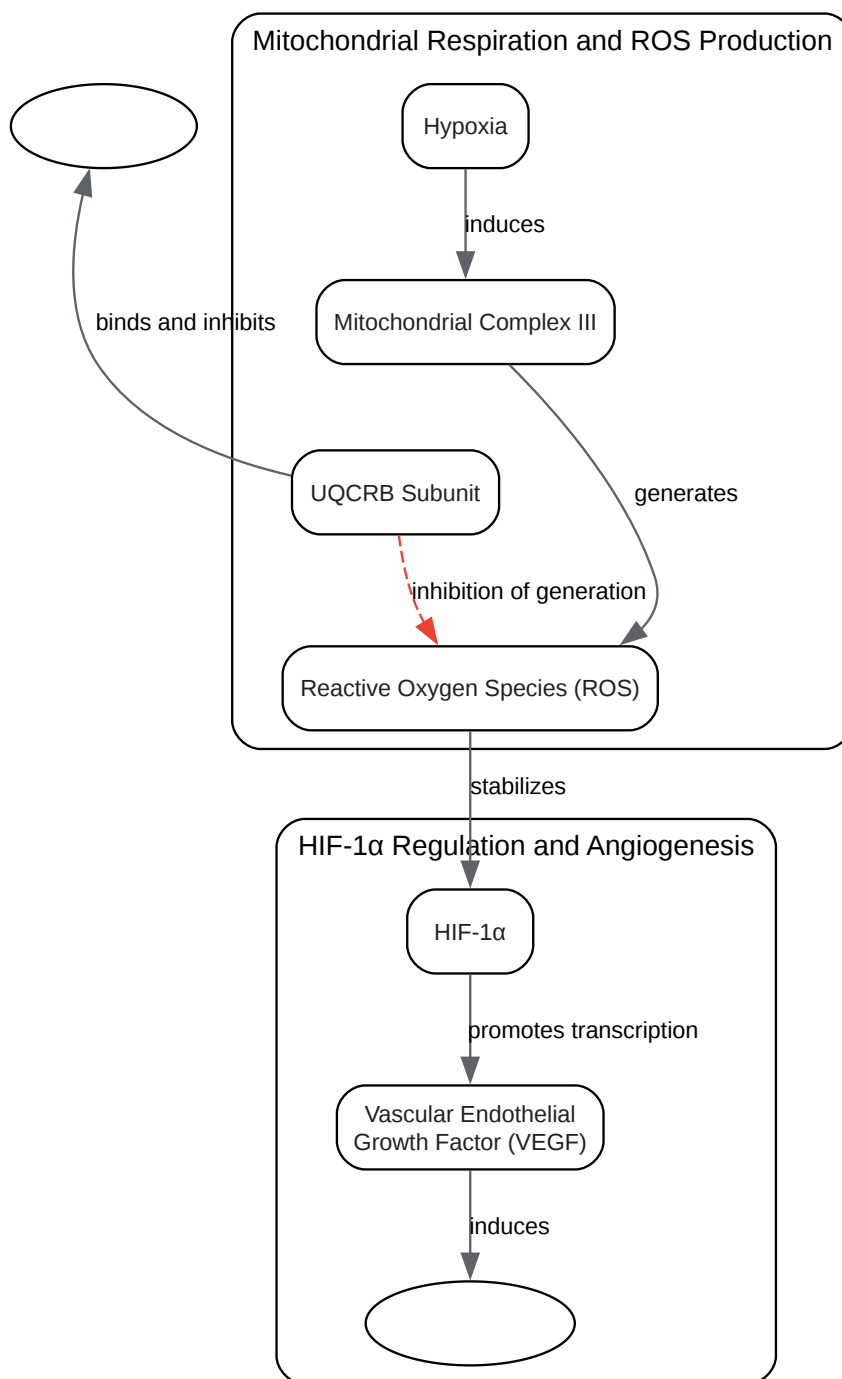 Mitochondrial Respiration and ROS Production
Hypoxia
induces
Mitochondrial Complex III
binds and inhibits
UQCRB Subunit
generates
inhibition of generation
Reactive Oxygen Species (ROS)
stabilizes
HIF-1α Regulation and Angiogenesis
HIF-1α
promotes transcription
Vascular Endothelial
Growth Factor (VEGF)
induces